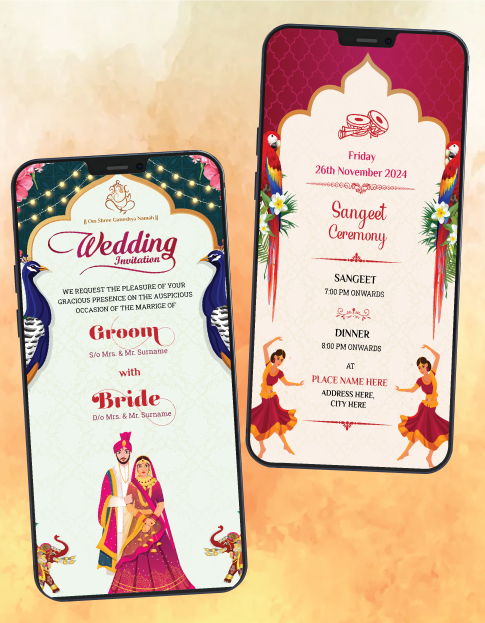 || Om Shree Ganeshya Namah ||
Wedding
Invitation
WE REQUEST THE PLEASURE OF YOUR
GRACIOUS PRESENCE ON THE AUSPICIOUS
OCCASION OF THE MARRIGE OF
Groom
S/o Mrs. & Mr. Surname
with
Bride
D/o Mrs. & Mr. Surname
Friday
26th November 2024
Sangeet
Ceremony
SANGEET
7:00 PM ONWARDS
DINNER
8:00 PM ONWARDS
AT
PLACE NAME HERE
ADDRESS HERE,
CITY HERE